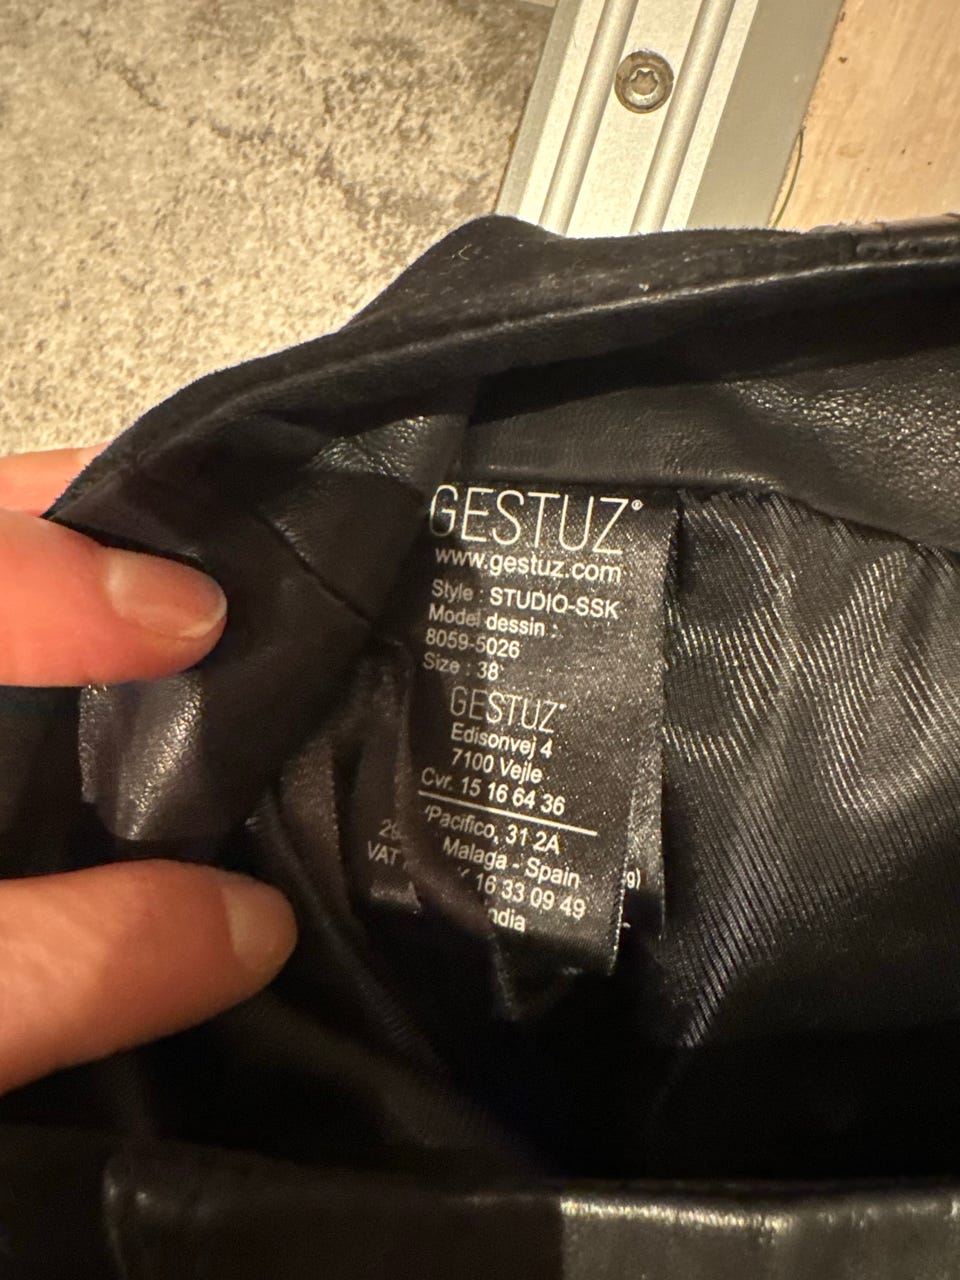 GESTUZ®
www.gestuz.com
Style : STUDIO-SSK
Model dessin :
8059-5026
Size : 38
GESTUZ
Edisonvej 4
7100 Vejle
Cvr. 15 16 64 36
Pacifico, 31 2A
Malaga - Spain
16 33 09 49
VAT
g)